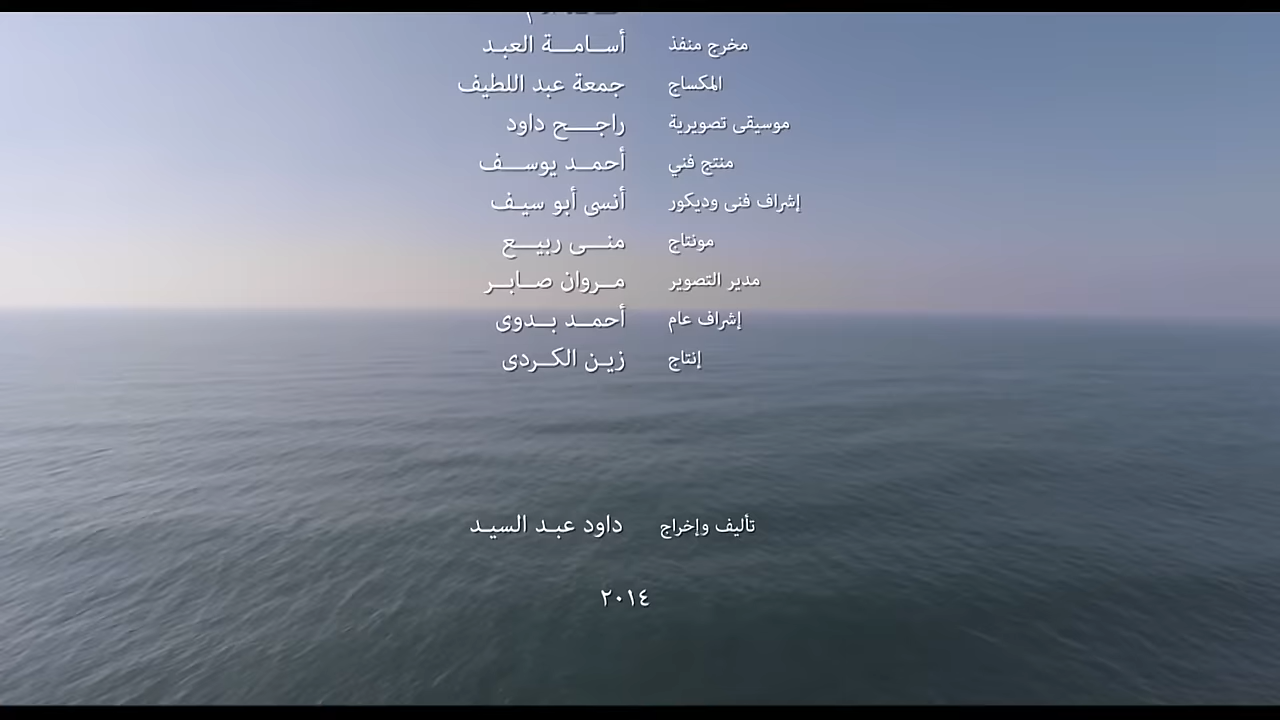 مخرج منفذ أسامة العبد
المكساج جمعة عبد اللطيف
موسيقى تصويرية راجح داود
منتج فني أحمد يوسف
إشراف فنى وديكور أنسى أبو سيف
مونتاج منى ربيع
مدير التصوير مروان صابر
إشراف عام أحمد بدوى
إنتاج زين الكردى
تأليف وإخراج داود عبد السيد
٢٠١٤